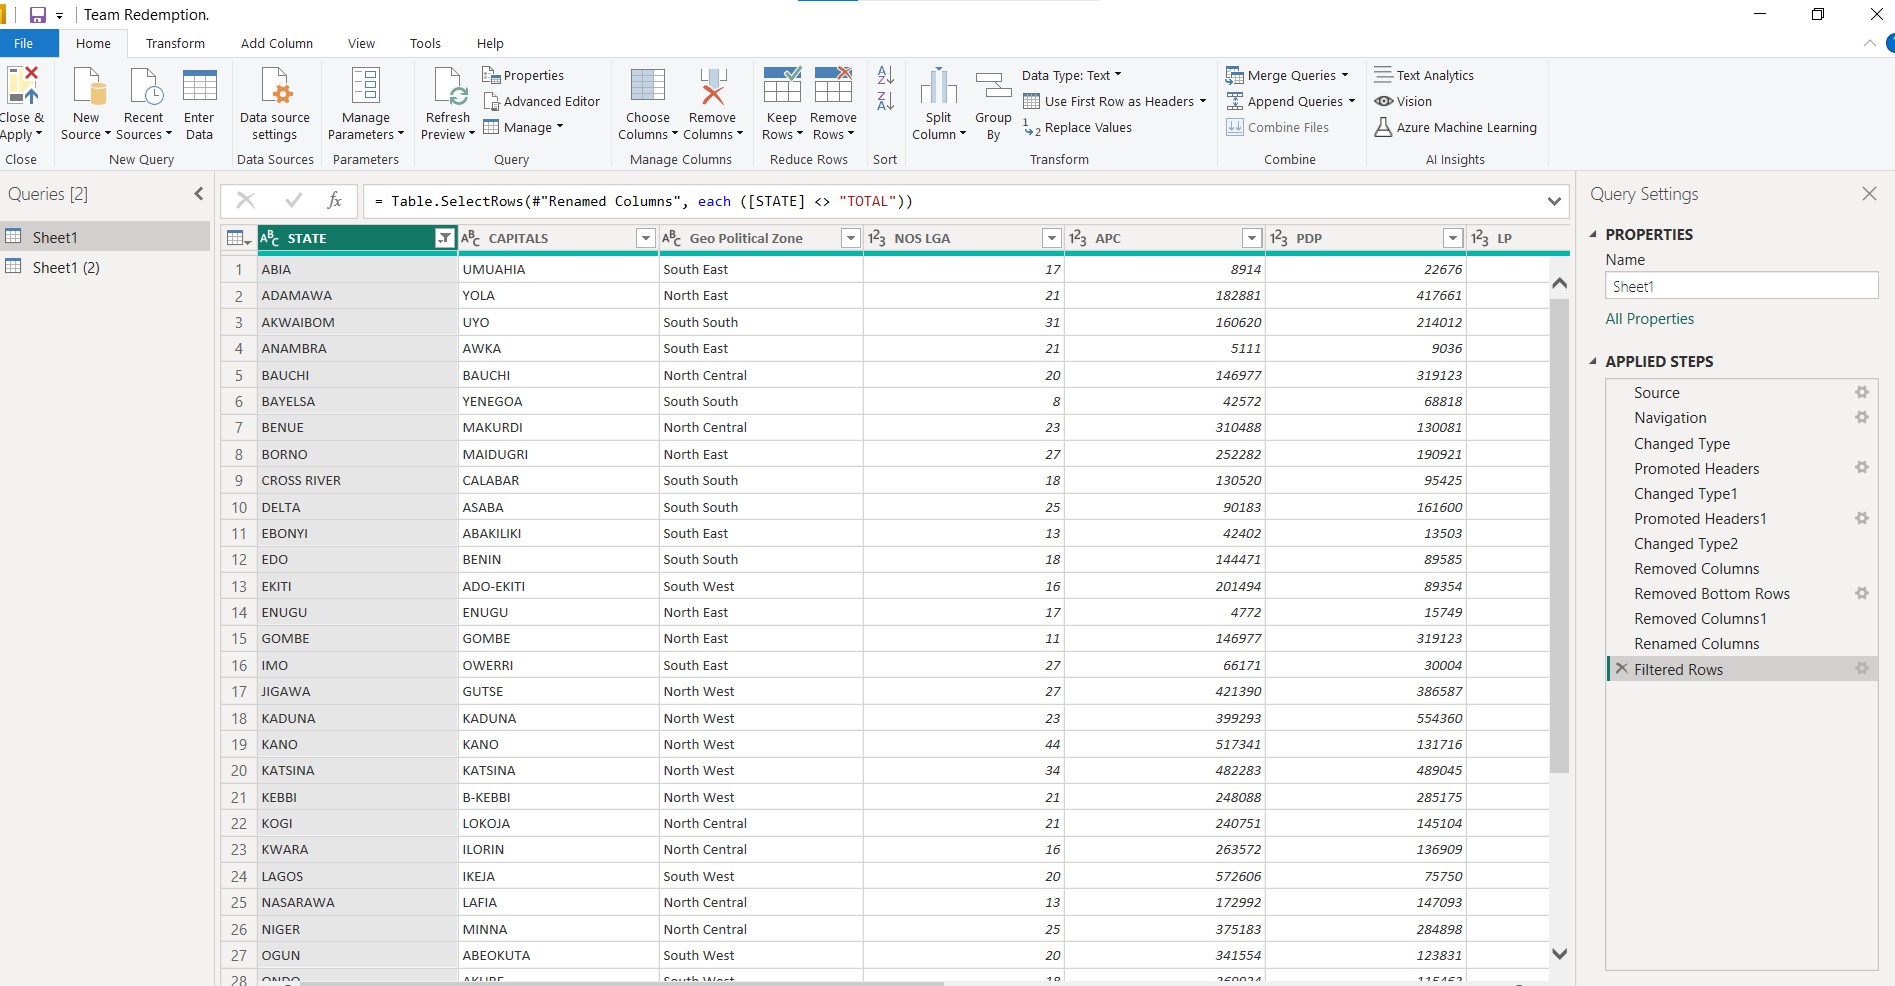 Team Redemption.
File Home Transform Add Column View Tools Help
Close & Apply
New Source
Recent Sources
Enter Data
Data source settings
Manage Parameters
Refresh Preview
Properties
Advanced Editor
Manage
Choose Columns
Remove Columns
Keep Rows
Remove Rows
Split Column
Group By
Data Type: Text
Use First Row as Headers
Replace Values
Merge Queries
Append Queries
Combine Files
Text Analytics
Vision
Azure Machine Learning
Close New Query Data Sources Parameters Query Manage Columns Reduce Rows Sort Transform Combine AI Insights
Queries [2]
Sheet1
Sheet1 (2)
fx = Table.SelectRows(#"Renamed Columns", each ([STATE] <> "TOTAL"))
ABC STATE ABC CAPITALS ABC Geo Political Zone 123 NOS LGA 123 APC 123 PDP 123 LP
1 ABIA UMUAHIA South East 17 8914 22676
2 ADAMAWA YOLA North East 21 182881 417661
3 AKWAIBOM UYO South South 31 160620 214012
4 ANAMBRA AWKA South East 21 5111 9036
5 BAUCHI BAUCHI North Central 20 146977 319123
6 BAYELSA YENEGOA South South 8 42572 68818
7 BENUE MAKURDI North Central 23 310488 130081
8 BORNO MAIDUGRI North East 27 252282 190921
9 CROSS RIVER CALABAR South South 18 130520 95425
10 DELTA ASABA South South 25 90183 161600
11 EBONYI ABAKILIKI South East 13 42402 13503
12 EDO BENIN South South 18 144471 89585
13 EKITI ADO-EKITI South West 16 201494 89354
14 ENUGU ENUGU North East 17 4772 15749
15 GOMBE GOMBE North East 11 146977 319123
16 IMO OWERRI South East 27 66171 30004
17 JIGAWA GUTSE North West 27 421390 386587
18 KADUNA KADUNA North West 23 399293 554360
19 KANO KANO North West 44 517341 131716
20 KATSINA KATSINA North West 34 482283 489045
21 KEBBI B-KEBBI North West 21 248088 285175
22 KOGI LOKOJA North Central 21 240751 145104
23 KWARA ILORIN North Central 16 263572 136909
24 LAGOS IKEJA South West 20 572606 75750
25 NASARAWA LAFIA North Central 13 172992 147093
26 NIGER MINNA North Central 25 375183 284898
27 OGUN ABEOKUTA South West 20 341554 123831
28 ONDO South West 18
Query Settings
PROPERTIES
Name
Sheet1
All Properties
APPLIED STEPS
Source
Navigation
Changed Type
Promoted Headers
Changed Type1
Promoted Headers1
Changed Type2
Removed Columns
Removed Bottom Rows
Removed Columns1
Renamed Columns
Filtered Rows